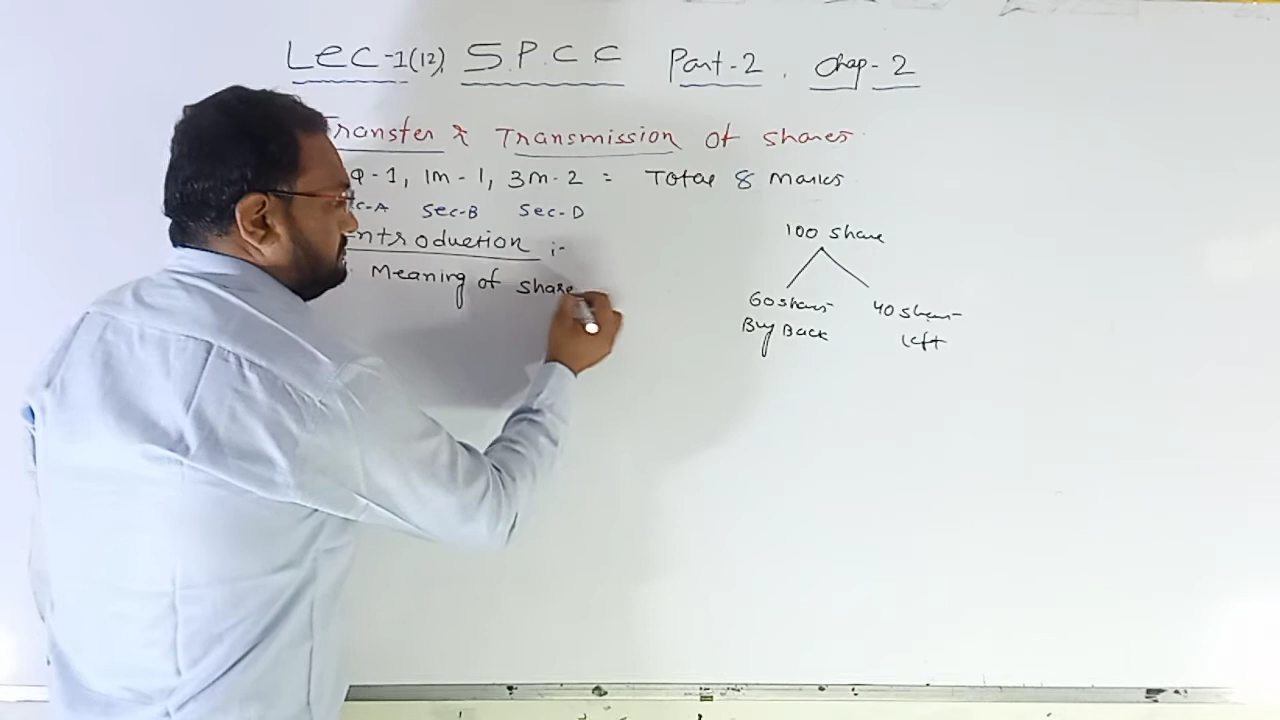 Lec-1(12). S.P.C.C Part-2. Chap-2
Transfer & Transmission of shares
Q-1, 1m-1, 3m-2 = Total 8 marks
c-A Sec-B Sec-D
ntroduction :-
Meaning of share
100 share
60 shares 40 shares
Buy Back left